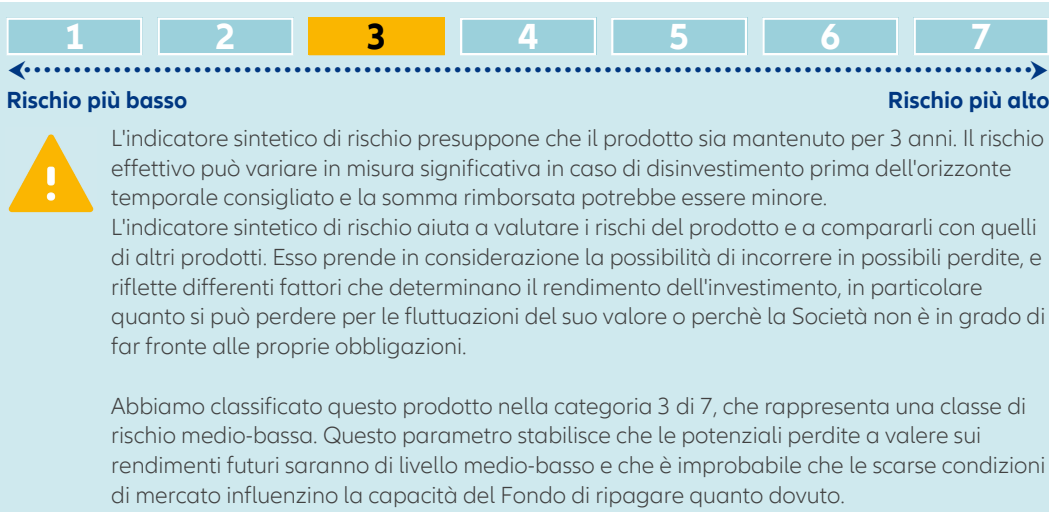 1 2 3 4 5 6 7
Rischio più basso Rischio più alto
L'indicatore sintetico di rischio presuppone che il prodotto sia mantenuto per 3 anni. Il rischio
effettivo può variare in misura significativa in caso di disinvestimento prima dell'orizzonte
temporale consigliato e la somma rimborsata potrebbe essere minore.
L'indicatore sintetico di rischio aiuta a valutare i rischi del prodotto e a compararli con quelli
di altri prodotti. Esso prende in considerazione la possibilità di incorrere in possibili perdite, e
riflette differenti fattori che determinano il rendimento dell'investimento, in particolare
quanto si può perdere per le fluttuazioni del suo valore o perchè la Società non è in grado di
far fronte alle proprie obbligazioni.
Abbiamo classificato questo prodotto nella categoria 3 di 7, che rappresenta una classe di
rischio medio-bassa. Questo parametro stabilisce che le potenziali perdite a valere sui
rendimenti futuri saranno di livello medio-basso e che è improbabile che le scarse condizioni
di mercato influenzino la capacità del Fondo di ripagare quanto dovuto.